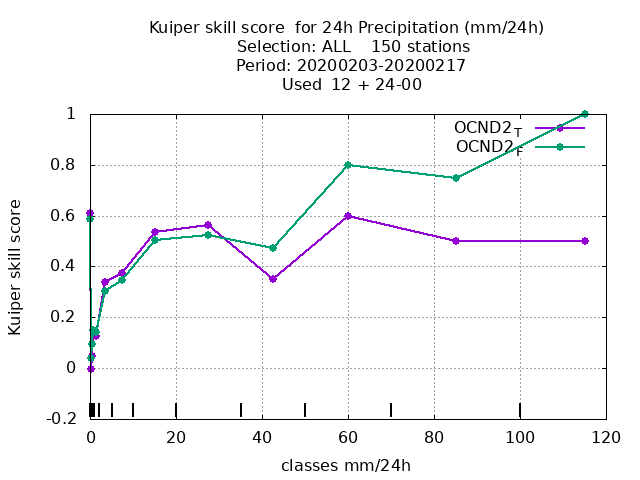 Kuiper skill score  for 24h Precipitation (mm/24h)
Selection: ALL    150 stations
Period: 20200203-20200217
Used  12 + 24-00
OCND2_T
OCND2_F
Kuiper skill score
1
0.8
0.6
0.4
0.2
0
-0.2
0 20 40 60 80 100 120
classes mm/24h